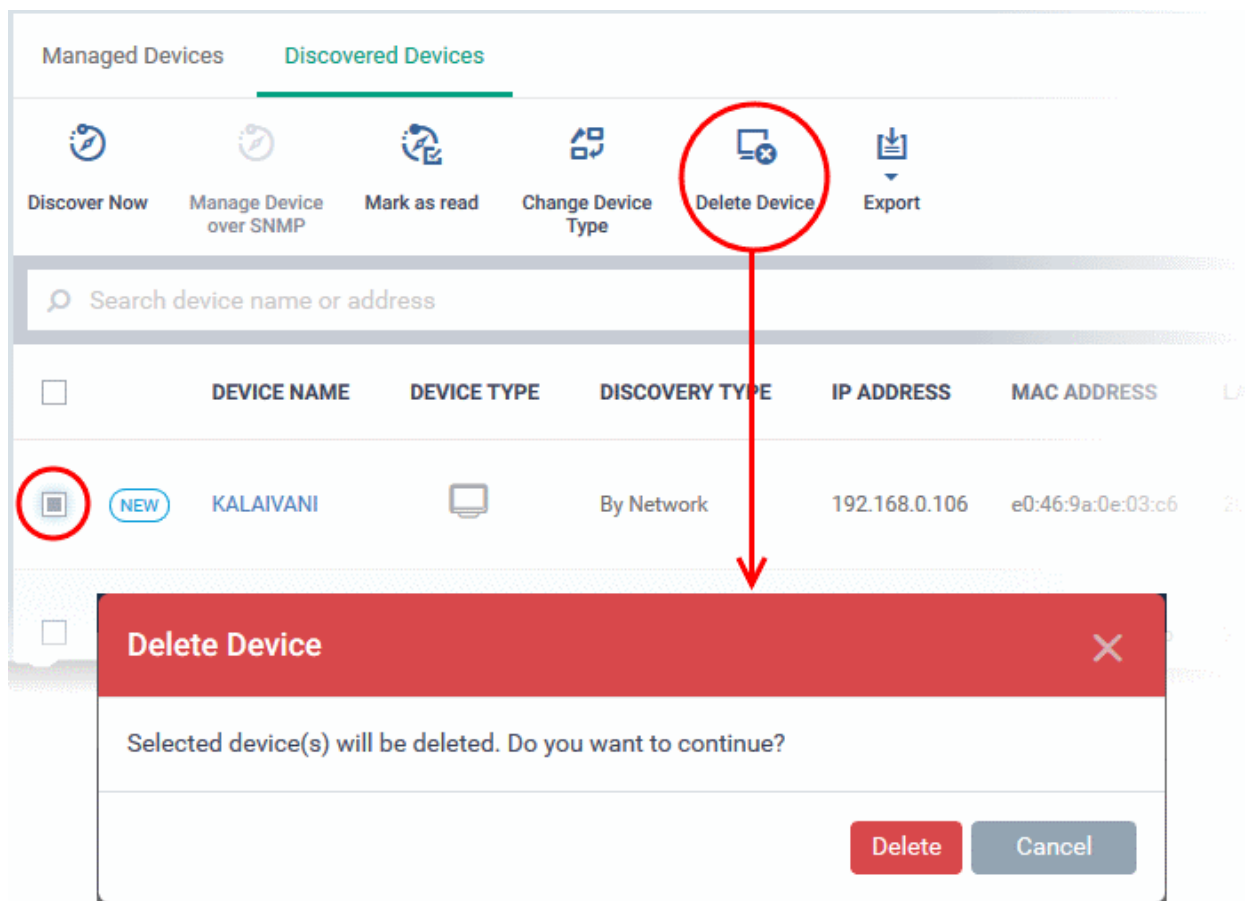 Managed Devices Discovered Devices
Discover Now Manage Device over SNMP Mark as read Change Device Type Delete Device Export
Search device name or address
DEVICE NAME DEVICE TYPE DISCOVERY TYPE IP ADDRESS MAC ADDRESS
NEW KALAIVANI By Network 192.168.0.106 e0:46:9a:0e:03:c6
Delete Device
Selected device(s) will be deleted. Do you want to continue?
Delete Cancel